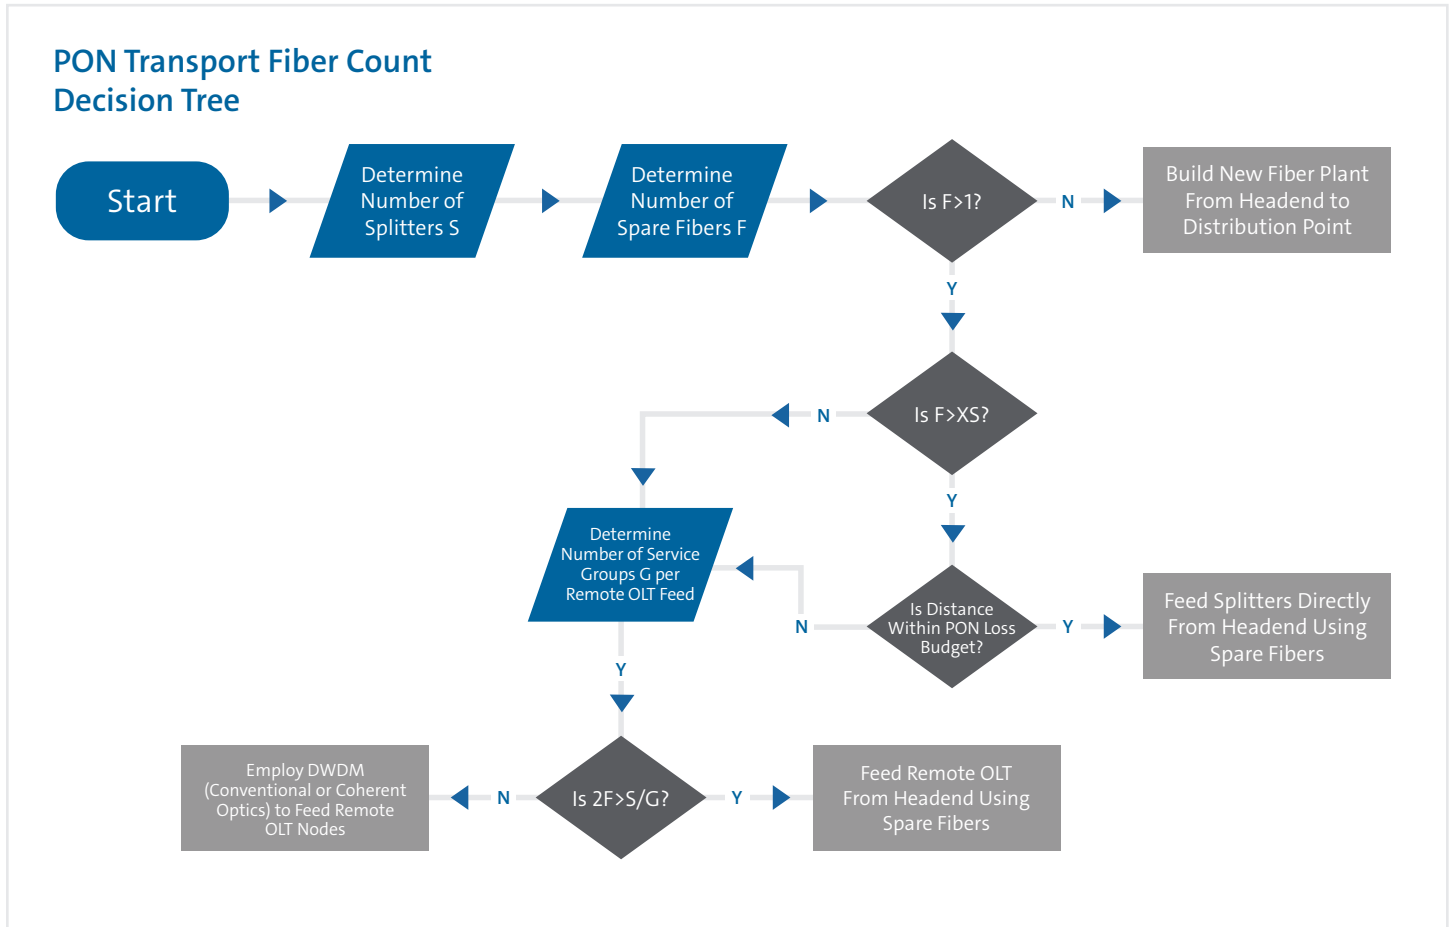 PON Transport Fiber Count
Decision Tree
Start
Determine
Number of
Splitters S
Determine
Number of
Spare Fibers F
Is F>1?
N
Build New Fiber Plant
From Headend to
Distribution Point
Y
Is F>XS?
N
Y
Determine
Number of Service
Groups G per
Remote OLT Feed
Is Distance
Within PON Loss
Budget?
N
Y
Feed Splitters Directly
From Headend Using
Spare Fibers
Y
Employ DWDM
(Conventional or Coherent
Optics) to Feed Remote
OLT Nodes
N
Is 2F>S/G?
Y
Feed Remote OLT
From Headend Using
Spare Fibers